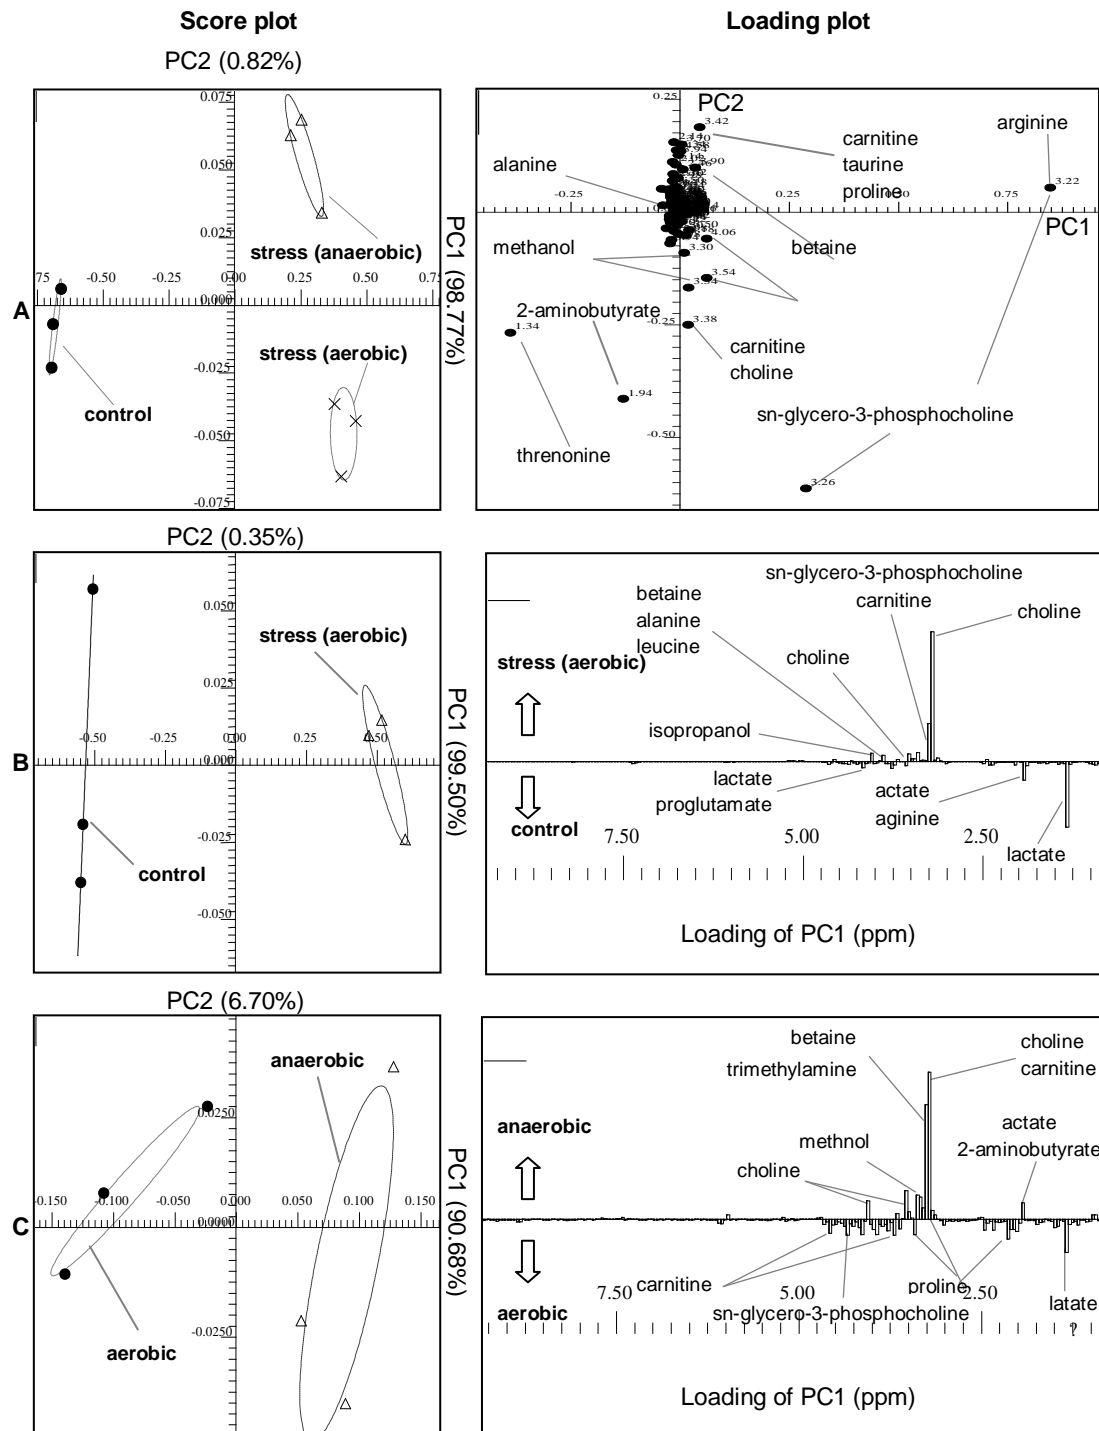 Score plot
Loading plot
PC2 (0.82%)
0.075
0.050
0.025
0.000
-0.025
-0.050
-0.075
75
-0.50
-0.25
0.00
0.25
0.50
0.75
stress (anaerobic)
stress (aerobic)
control
A
PC1 (98.77%)
0.25
PC2
3.42
carnitine
taurine
proline
arginine
alanine
-0.25
0.25
0.75
3.22
PC1
methanol
betaine
4.06
3.30
3.54
3.34
2-aminobutyrate
1.34
-0.25
3.38
carnitine
choline
1.94
sn-glycero-3-phosphocholine
-0.50
threnonine
3.26
PC2 (0.35%)
0.050
0.025
0.000
-0.025
-0.050
-0.50
-0.25
0.00
0.25
0.50
stress (aerobic)
control
B
PC1 (99.50%)
sn-glycero-3-phosphocholine
betaine
alanine
leucine
carnitine
choline
stress (aerobic)
choline
isopropanol
lactate
proglutamate
actate
aginine
control
7.50
5.00
2.50
lactate
Loading of PC1 (ppm)
PC2 (6.70%)
anaerobic
0.0250
0.0000
-0.0250
-0.150
-0.100
-0.050
0.000
0.050
0.100
0.150
C
aerobic
PC1 (90.68%)
betaine
trimethylamine
choline
carnitine
anaerobic
methnol
choline
actate
2-aminobutyrate
carnitine
proline
7.50
5.00
2.50
aerobic
sn-glycero-3-phosphocholine
latate
?
Loading of PC1 (ppm)